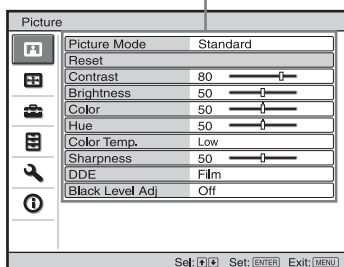 Picture
Picture Mode Standard
Reset
Contrast 80
Brightness 50
Color 50
Hue 50
Color Temp. Low
Sharpness 50
DDE Film
Black Level Adj Off
Sel: Set: ENTER Exit: MENU